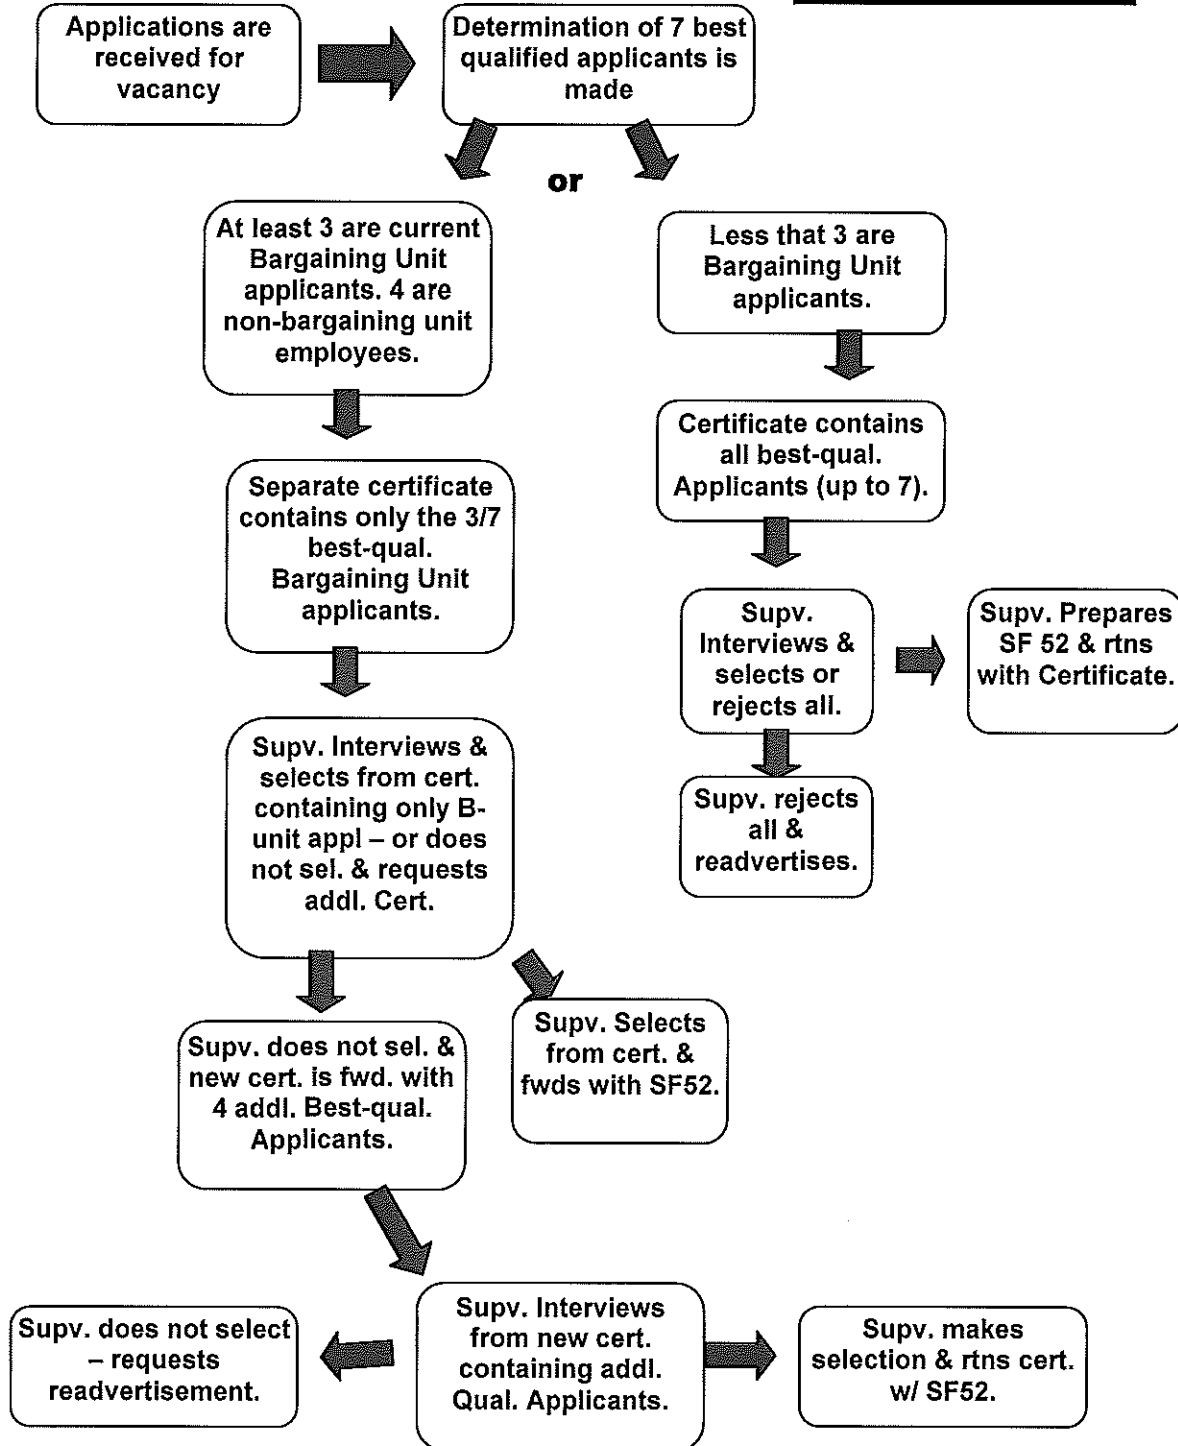 Applications are
received for
vacancy
Determination of 7 best
qualified applicants is
made
or
At least 3 are current
Bargaining Unit
applicants. 4 are
non-bargaining unit
employees.
Less that 3 are
Bargaining Unit
applicants.
Separate certificate
contains only the 3/7
best-qual.
Bargaining Unit
applicants.
Certificate contains
all best-qual.
Applicants (up to 7).
Supv.
Interviews &
selects or
rejects all.
Supv. Prepares
SF 52 & rtns
with Certificate.
Supv. Interviews &
selects from cert.
containing only B-
unit appl – or does
not sel. & requests
addl. Cert.
Supv. rejects
all &
readvertises.
Supv. does not sel. &
new cert. is fwd. with
4 addl. Best-qual.
Applicants.
Supv. Selects
from cert. &
fwds with SF52.
Supv. does not select
– requests
readvertisement.
Supv. Interviews
from new cert.
containing addl.
Qual. Applicants.
Supv. makes
selection & rtns cert.
w/ SF52.